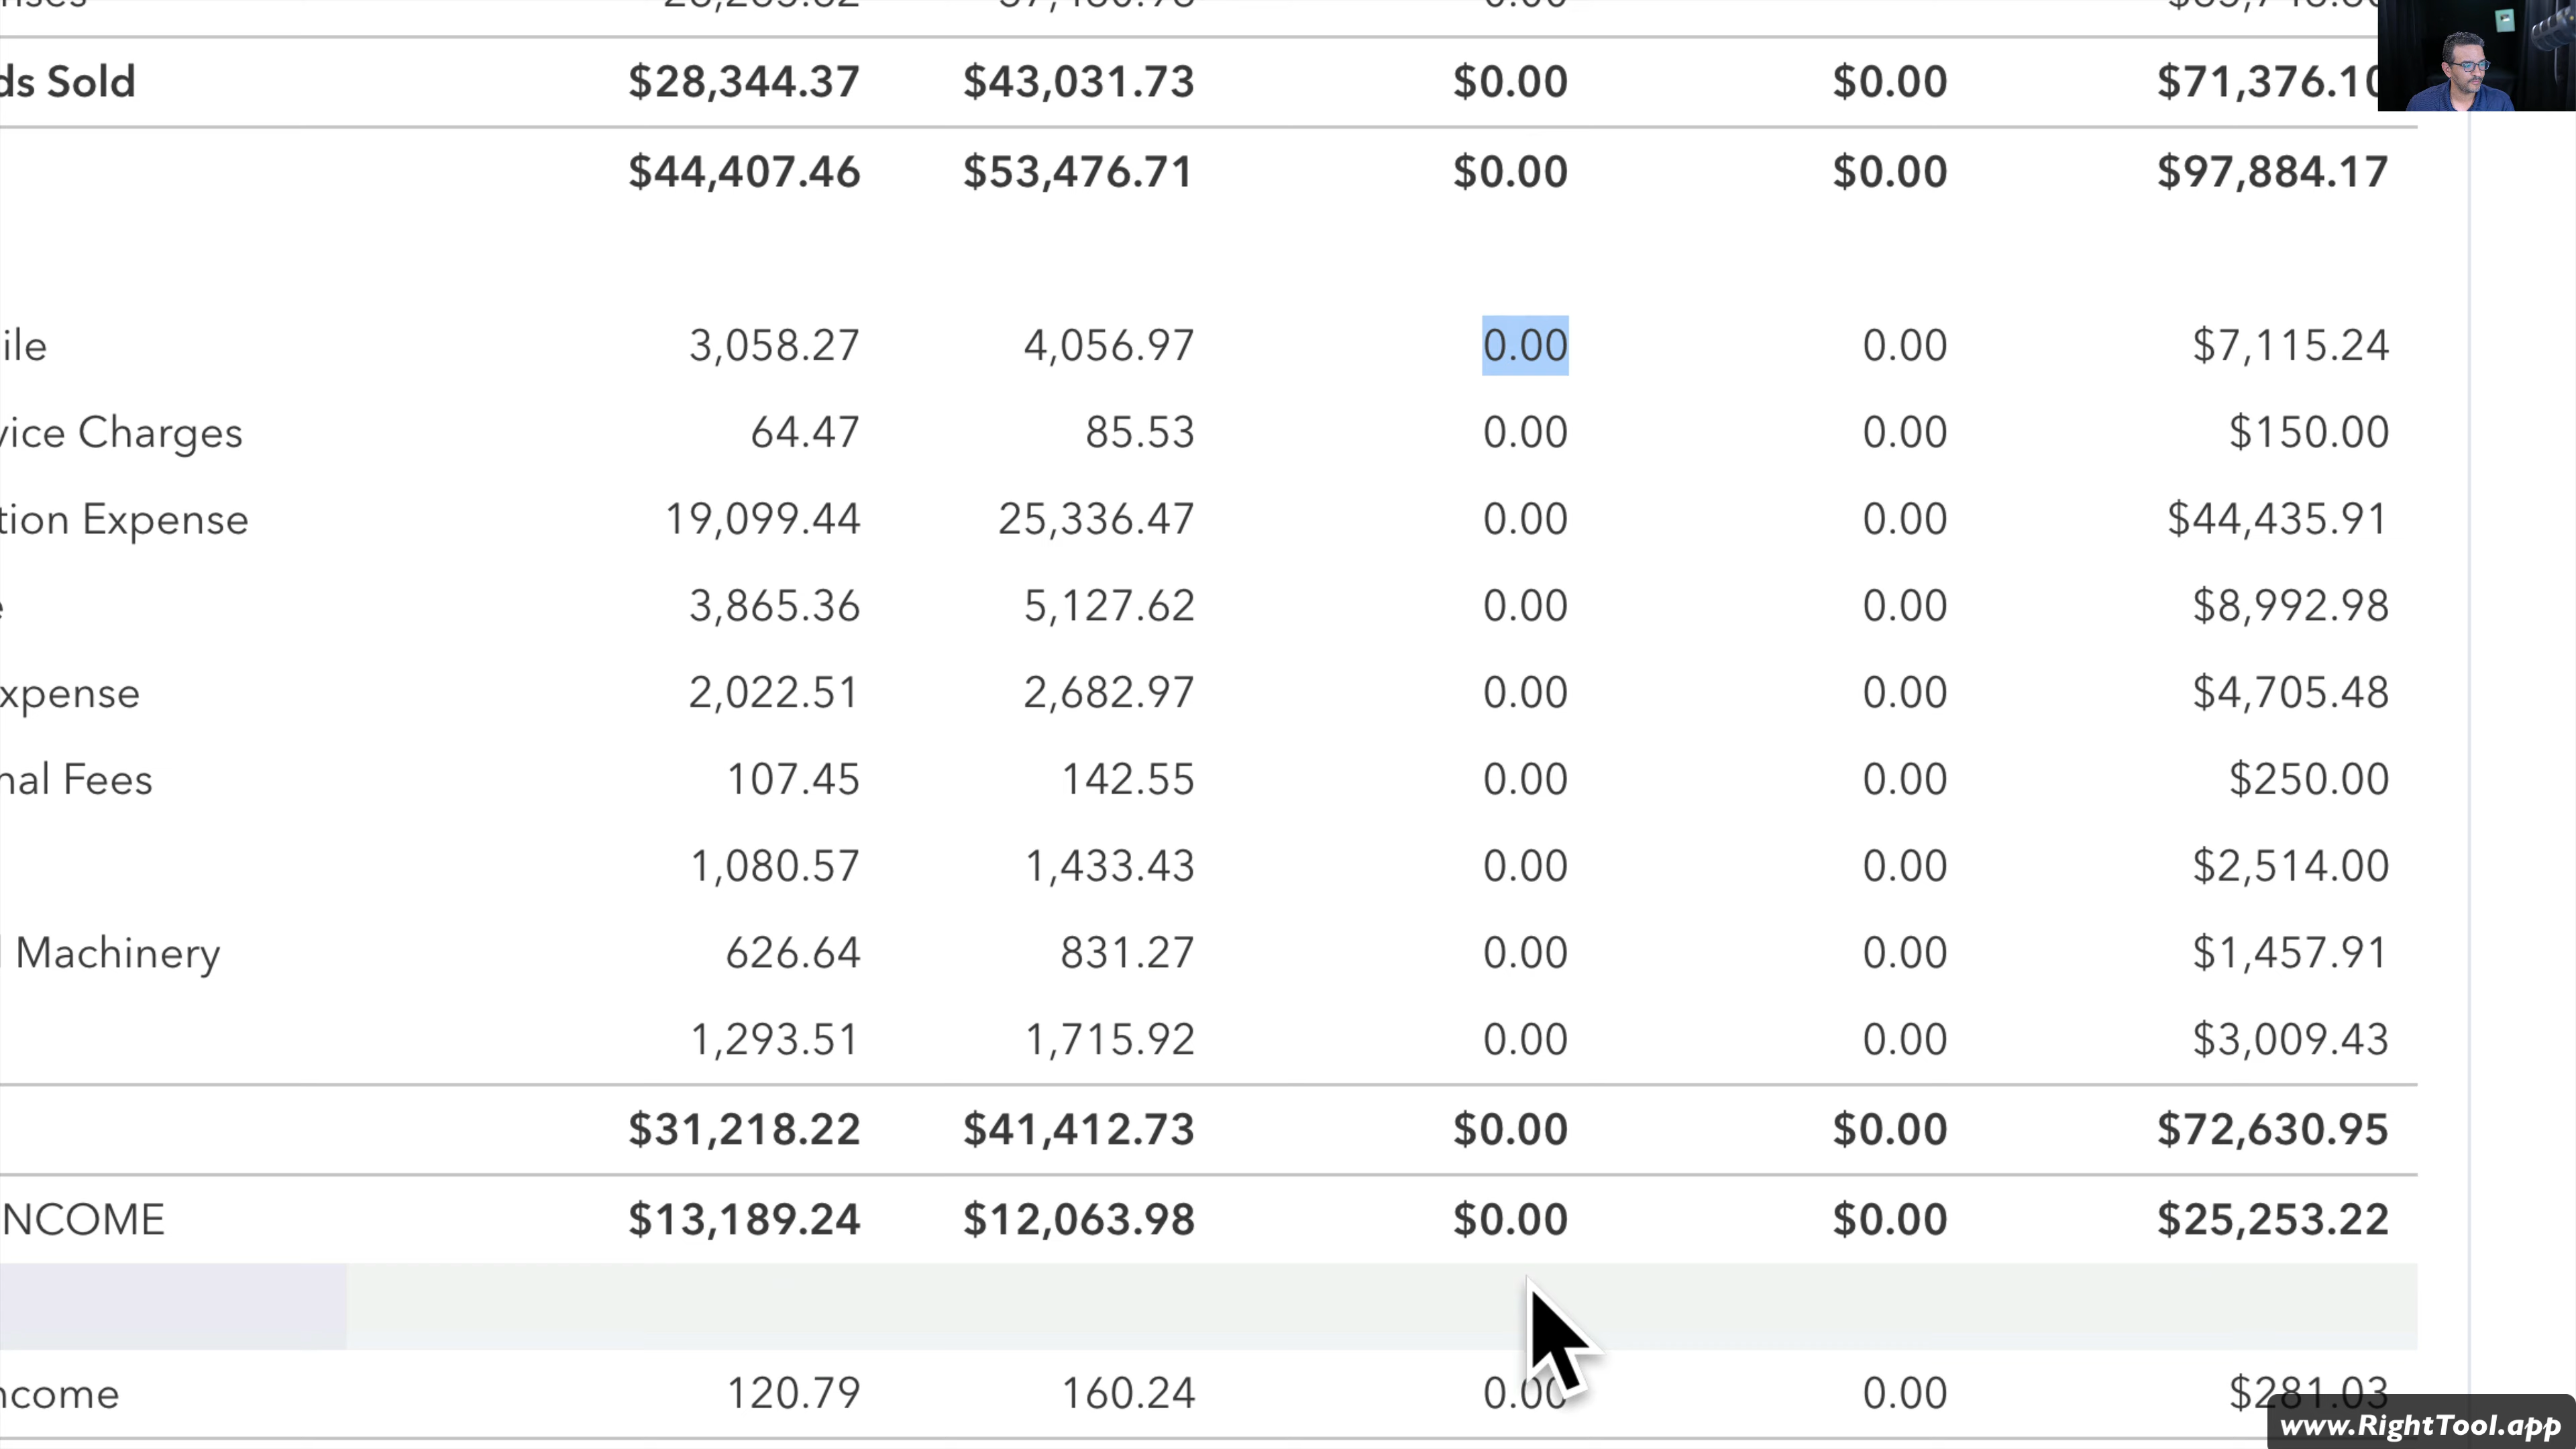 ds Sold $28,344.37 $43,031.73 $0.00 $0.00 $71,376.10
$44,407.46 $53,476.71 $0.00 $0.00 $97,884.17
ile 3,058.27 4,056.97 0.00 0.00 $7,115.24
vice Charges 64.47 85.53 0.00 0.00 $150.00
tion Expense 19,099.44 25,336.47 0.00 0.00 $44,435.91
e 3,865.36 5,127.62 0.00 0.00 $8,992.98
xpense 2,022.51 2,682.97 0.00 0.00 $4,705.48
nal Fees 107.45 142.55 0.00 0.00 $250.00
1,080.57 1,433.43 0.00 0.00 $2,514.00
Machinery 626.64 831.27 0.00 0.00 $1,457.91
1,293.51 1,715.92 0.00 0.00 $3,009.43
$31,218.22 $41,412.73 $0.00 $0.00 $72,630.95
NCOME $13,189.24 $12,063.98 $0.00 $0.00 $25,253.22
ncome 120.79 160.24 0.00 0.00 $281.03
www.RightTool.app